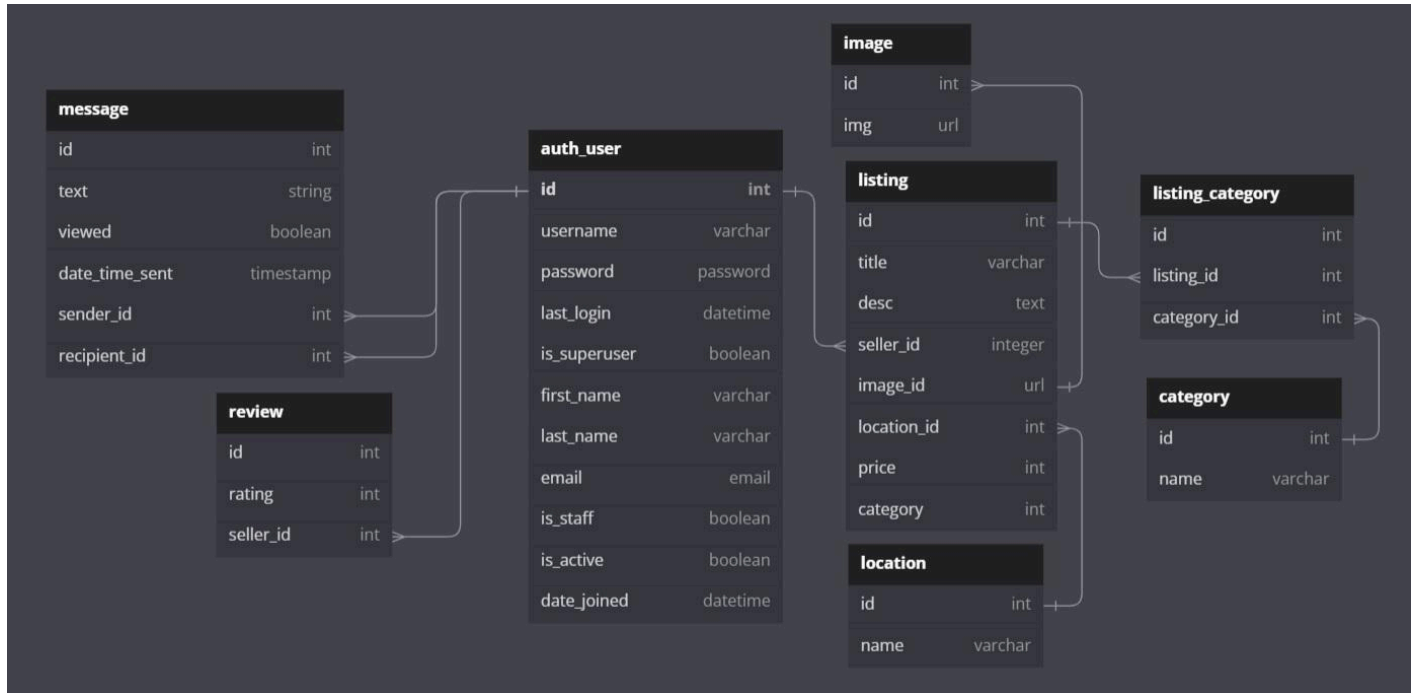 message
id int
text string
viewed boolean
date_time_sent timestamp
sender_id int
recipient_id int
review
id int
rating int
seller_id int
auth_user
id int
username varchar
password password
last_login datetime
is_superuser boolean
first_name varchar
last_name varchar
email email
is_staff boolean
is_active boolean
date_joined datetime
image
id int
img url
listing
id int
title varchar
desc text
seller_id integer
image_id url
location_id int
price int
category int
location
id int
name varchar
listing_category
id int
listing_id int
category_id int
category
id int
name varchar